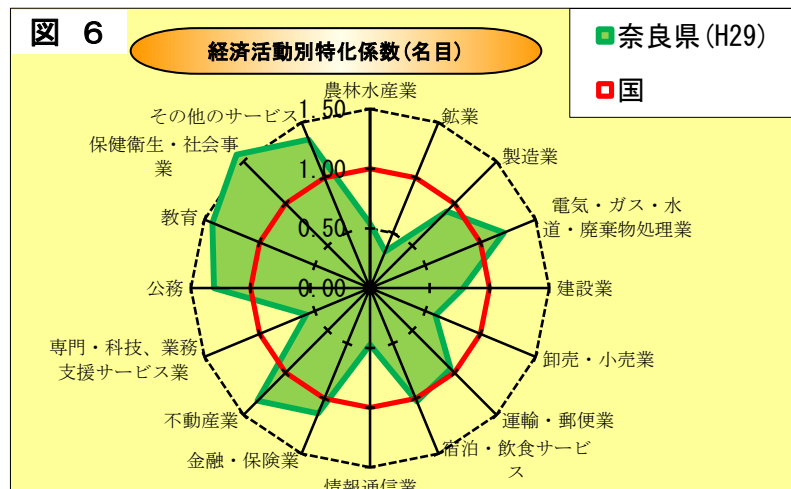 図 6
経済活動別特化係数(名目)
奈良県(H29)
国
農林水産業
鉱業
製造業
電気・ガス・水
道・廃棄物処理業
建設業
卸売・小売業
運輸・郵便業
宿泊・飲食サービ
ス
情報通信業
金融・保険業
不動産業
専門・科技、業務
支援サービス業
公務
教育
保健衛生・社会事
業
その他のサービス
1.50
1.00
0.50
0.00